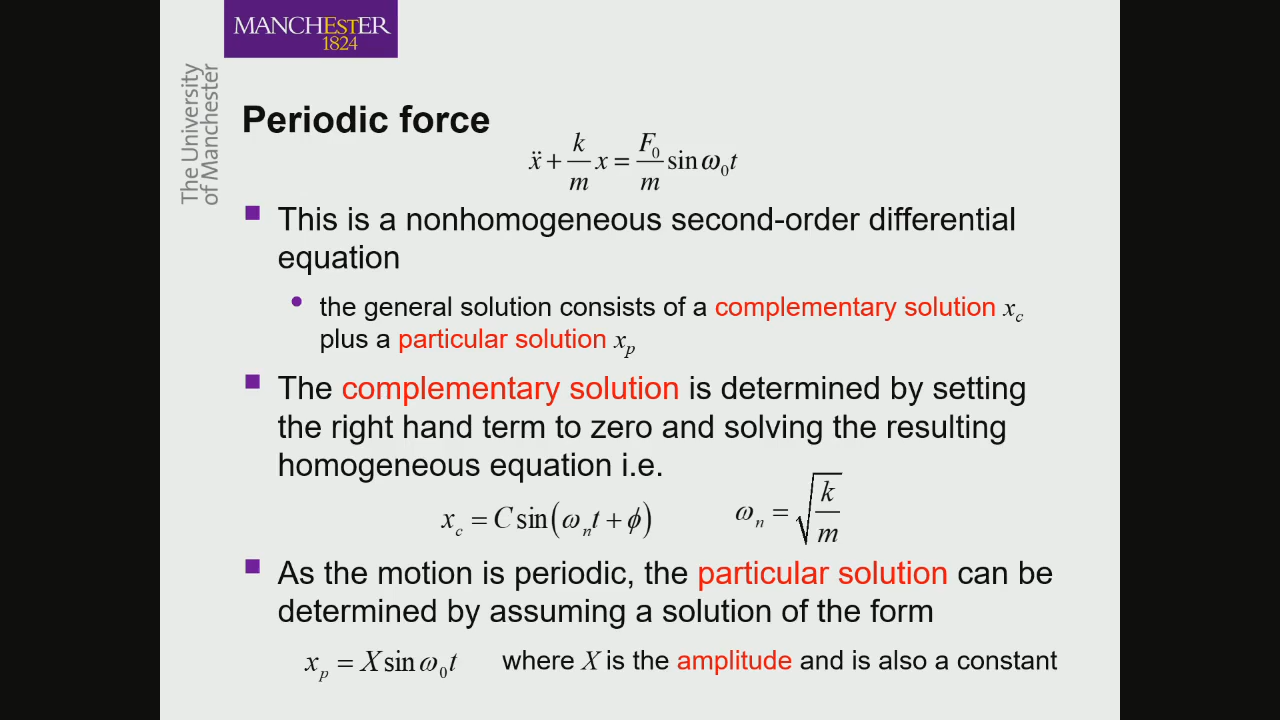 MANCHESTER
1824
The University
of Manchester
Periodic force
ẍ + k/m x = F₀/m sin ω₀t
This is a nonhomogeneous second-order differential
equation
the general solution consists of a complementary solution x_c
plus a particular solution x_p
The complementary solution is determined by setting
the right hand term to zero and solving the resulting
homogeneous equation i.e.
x_c = C sin(ω_n t + ϕ) ω_n = √(k/m)
As the motion is periodic, the particular solution can be
determined by assuming a solution of the form
x_p = X sin ω₀t where X is the amplitude and is also a constant